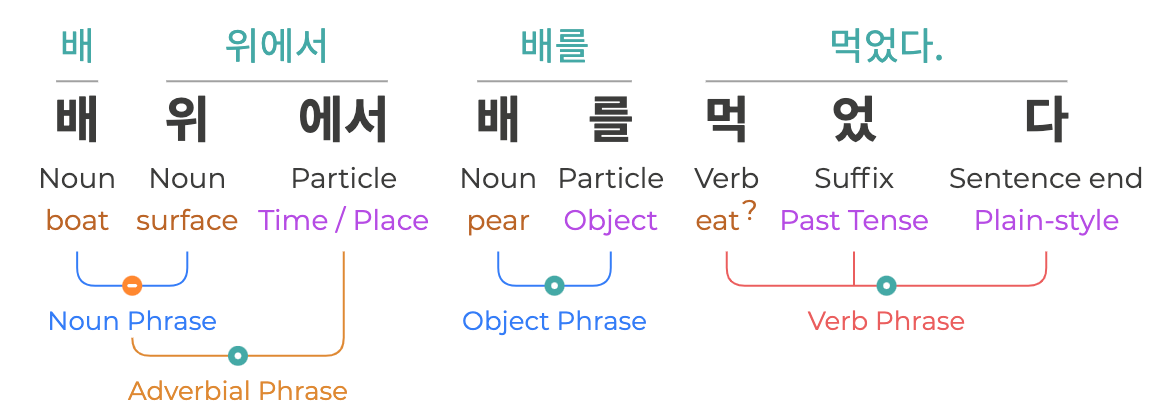 배 위에서 배를 먹었다.
배 위 에서 배 를 먹 었 다
Noun Noun Particle Noun Particle Verb Suffix Sentence end
boat surface Time / Place pear Object eat? Past Tense Plain-style
Noun Phrase Object Phrase Verb Phrase
Adverbial Phrase